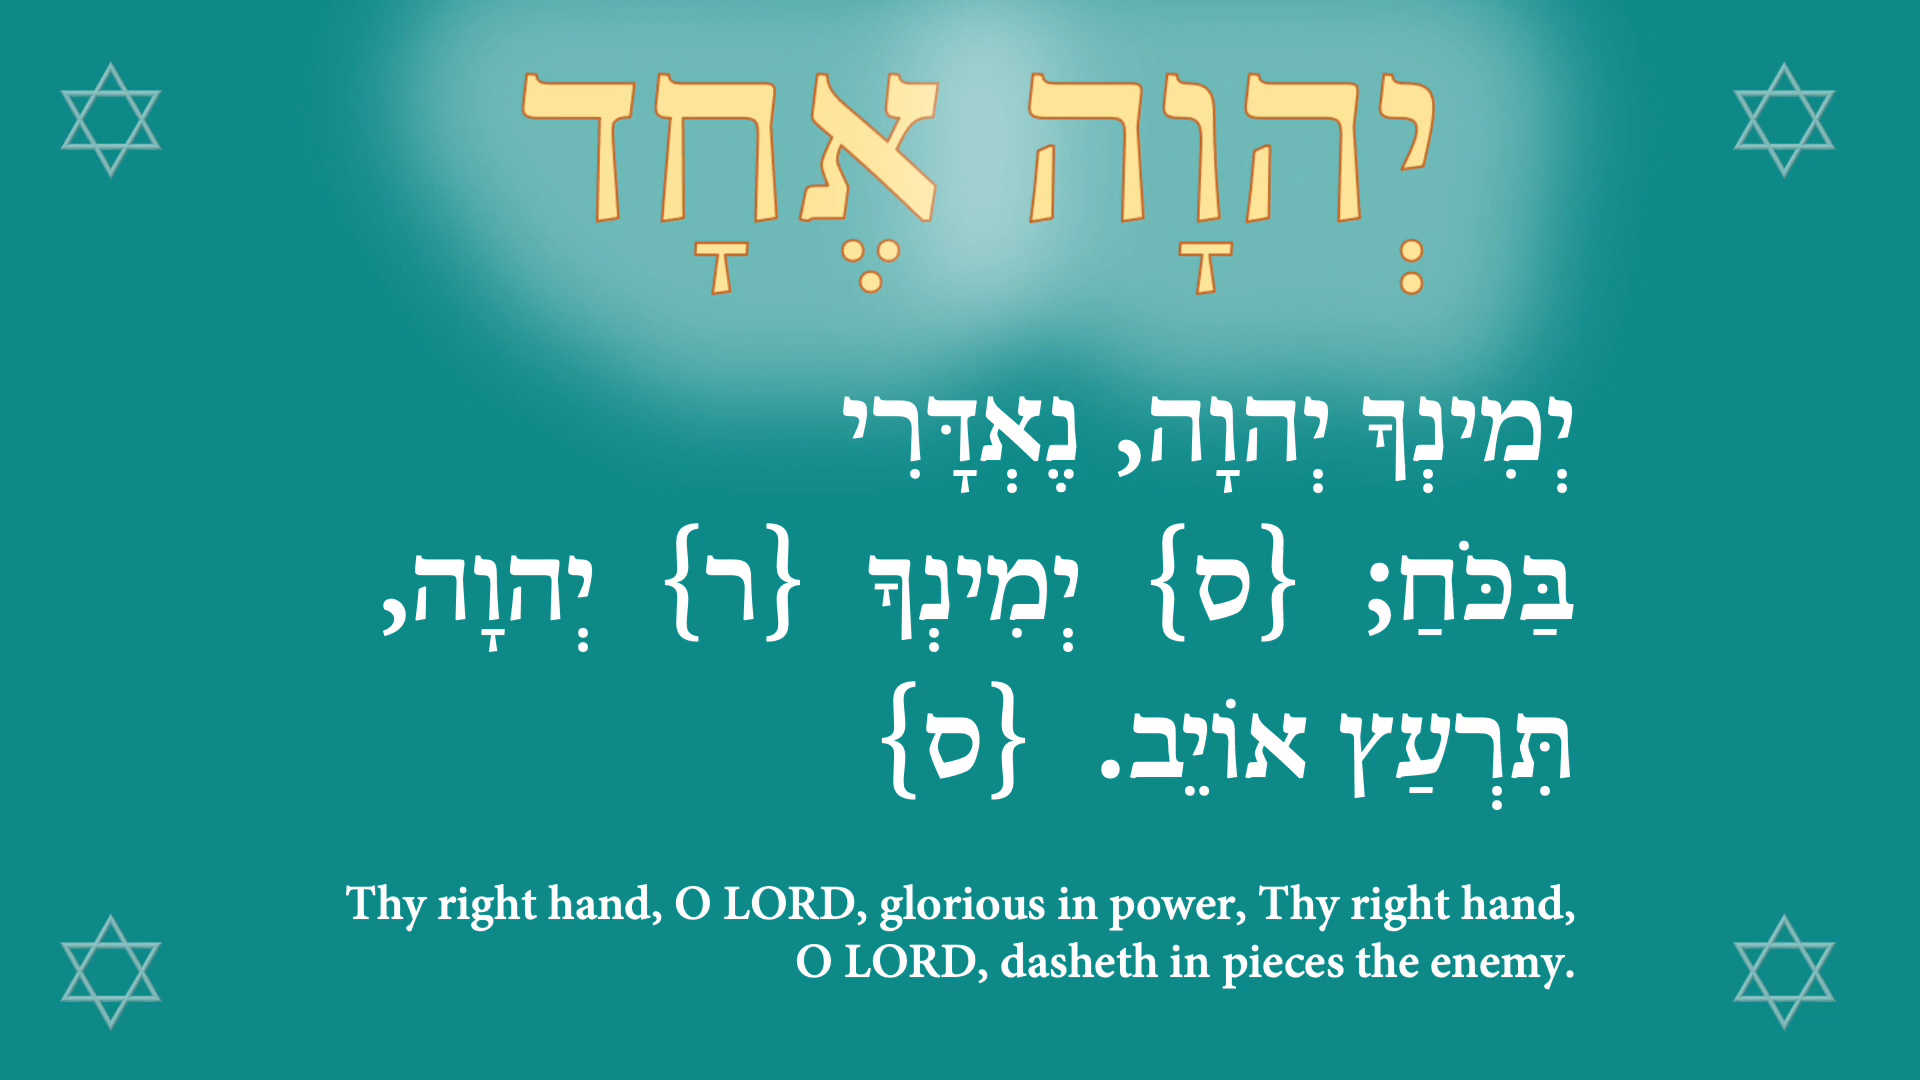 יְהוָה אֶחָד
יְמִינְךָ יְהוָה, נֶאְדָּרִי
בַּכֹּחַ; {ס} יְמִינְךָ {ר} יְהוָה,
תִּרְעַץ אוֹיֵב. {ס}
Thy right hand, O LORD, glorious in power, Thy right hand,
O LORD, dasheth in pieces the enemy.